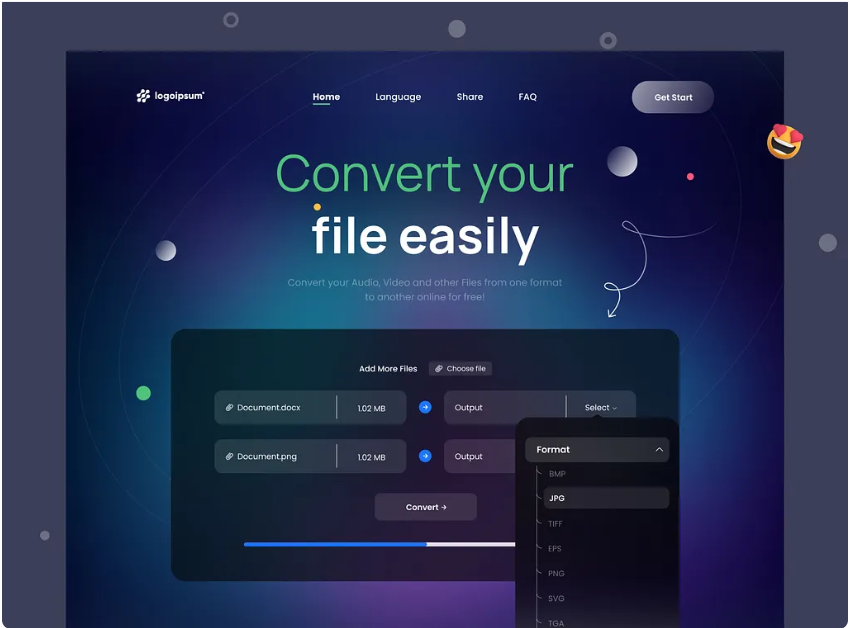 logoipsum
Home Language Share FAQ Get Start
Convert your
file easily
Convert your Audio, Video and other Files from one format
to another online for free!
Add More Files Choose file
Document.docx 1.02 MB Output Select
Document.png 1.02 MB Output
Format
BMP
JPG
TIFF
EPS
PNG
SVG
TGA
Convert →